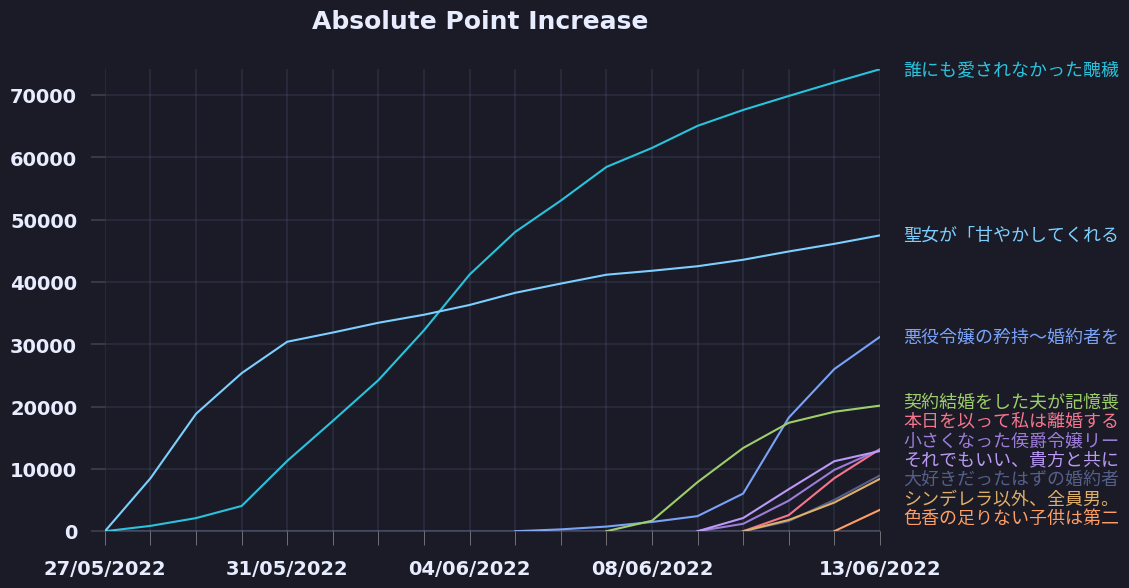 Absolute Point Increase
70000
60000
50000
40000
30000
20000
10000
0
27/05/2022
31/05/2022
04/06/2022
08/06/2022
13/06/2022
誰にも愛されなかった醜穢
聖女が「甘やかしてくれる
悪役令嬢の矜持～婚約者を
契約結婚をした夫が記憶喪
本日を以って私は離婚する
小さくなった侯爵令嬢リー
それでもいい、貴方と共に
大好きだったはずの婚約者
シンデレラ以外、全員男。
色香の足りない子供は第二